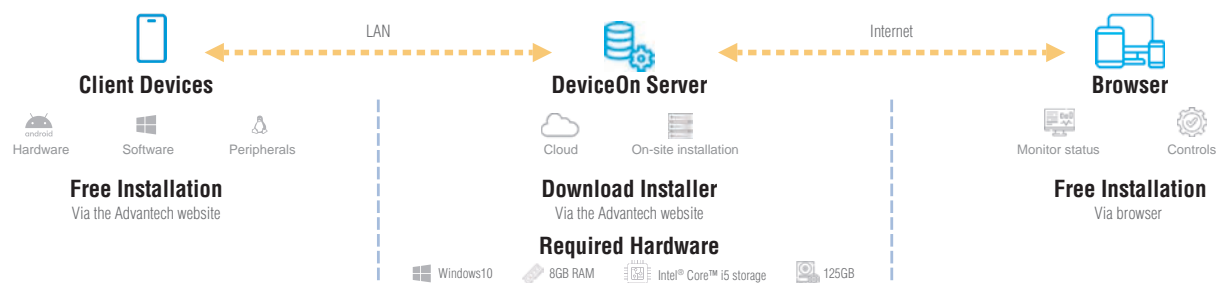 LAN
Internet
Client Devices
DeviceOn Server
Browser
android
Hardware
Software
Peripherals
Cloud
On-site installation
Monitor status
Controls
Free Installation
Via the Advantech website
Download Installer
Via the Advantech website
Free Installation
Via browser
Required Hardware
Windows10
8GB RAM
Intel® Core™ i5 storage
125GB